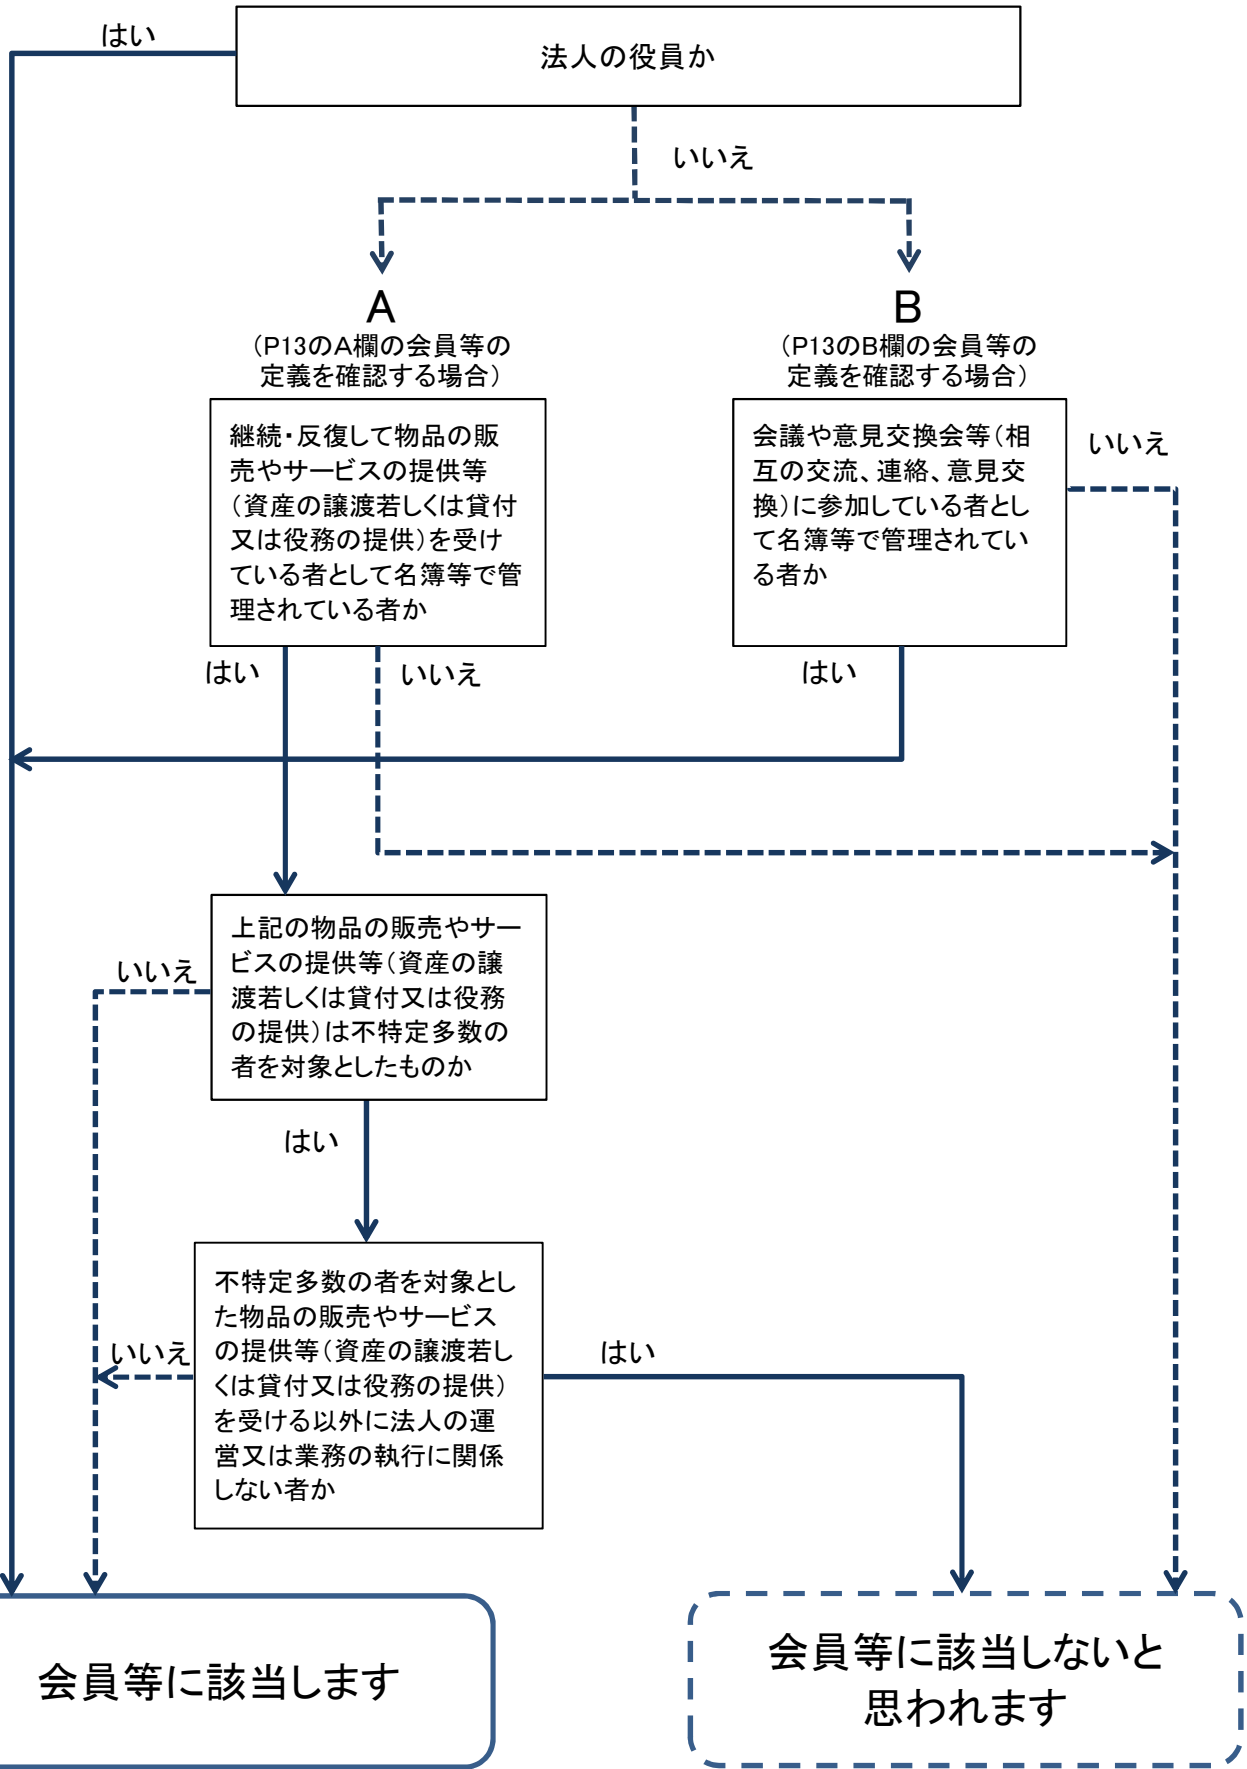 はい
法人の役員か
いいえ
A
（P13のA欄の会員等の
定義を確認する場合）
B
（P13のB欄の会員等の
定義を確認する場合）
継続・反復して物品の販
売やサービスの提供等
（資産の譲渡若しくは貸付
又は役務の提供）を受け
ている者として名簿等で管
理されている者か
会議や意見交換会等（相
互の交流、連絡、意見交
換）に参加している者とし
て名簿等で管理されてい
る者か
いいえ
はい
いいえ
はい
上記の物品の販売やサー
ビスの提供等（資産の譲
渡若しくは貸付又は役務
の提供）は不特定多数の
者を対象としたものか
いいえ
はい
不特定多数の者を対象とし
た物品の販売やサービス
の提供等（資産の譲渡若し
くは貸付又は役務の提供）
を受ける以外に法人の運
営又は業務の執行に関係
しない者か
いいえ
はい
会員等に該当します
会員等に該当しないと
思われます